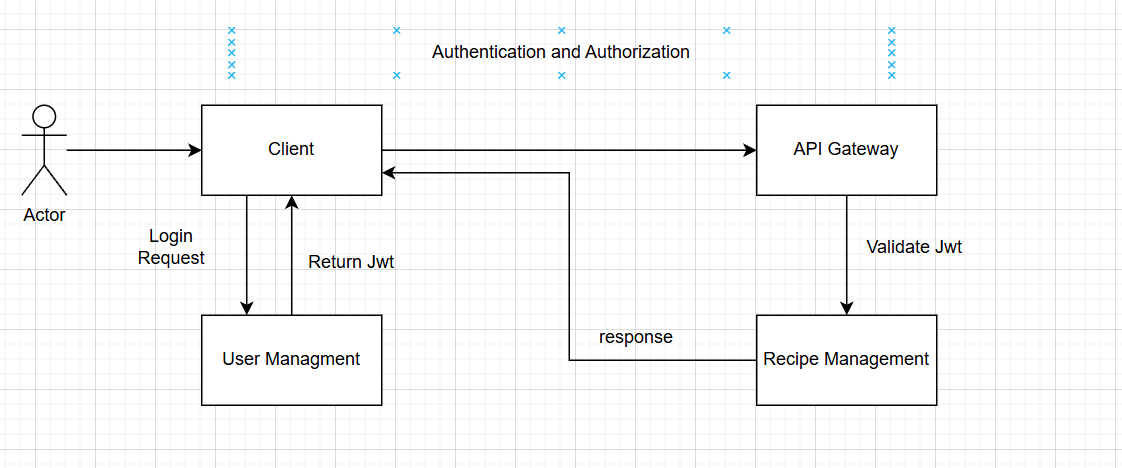 Authentication and Authorization
Client
API Gateway
Actor
Login
Request
Return Jwt
Validate Jwt
response
User Managment
Recipe Management